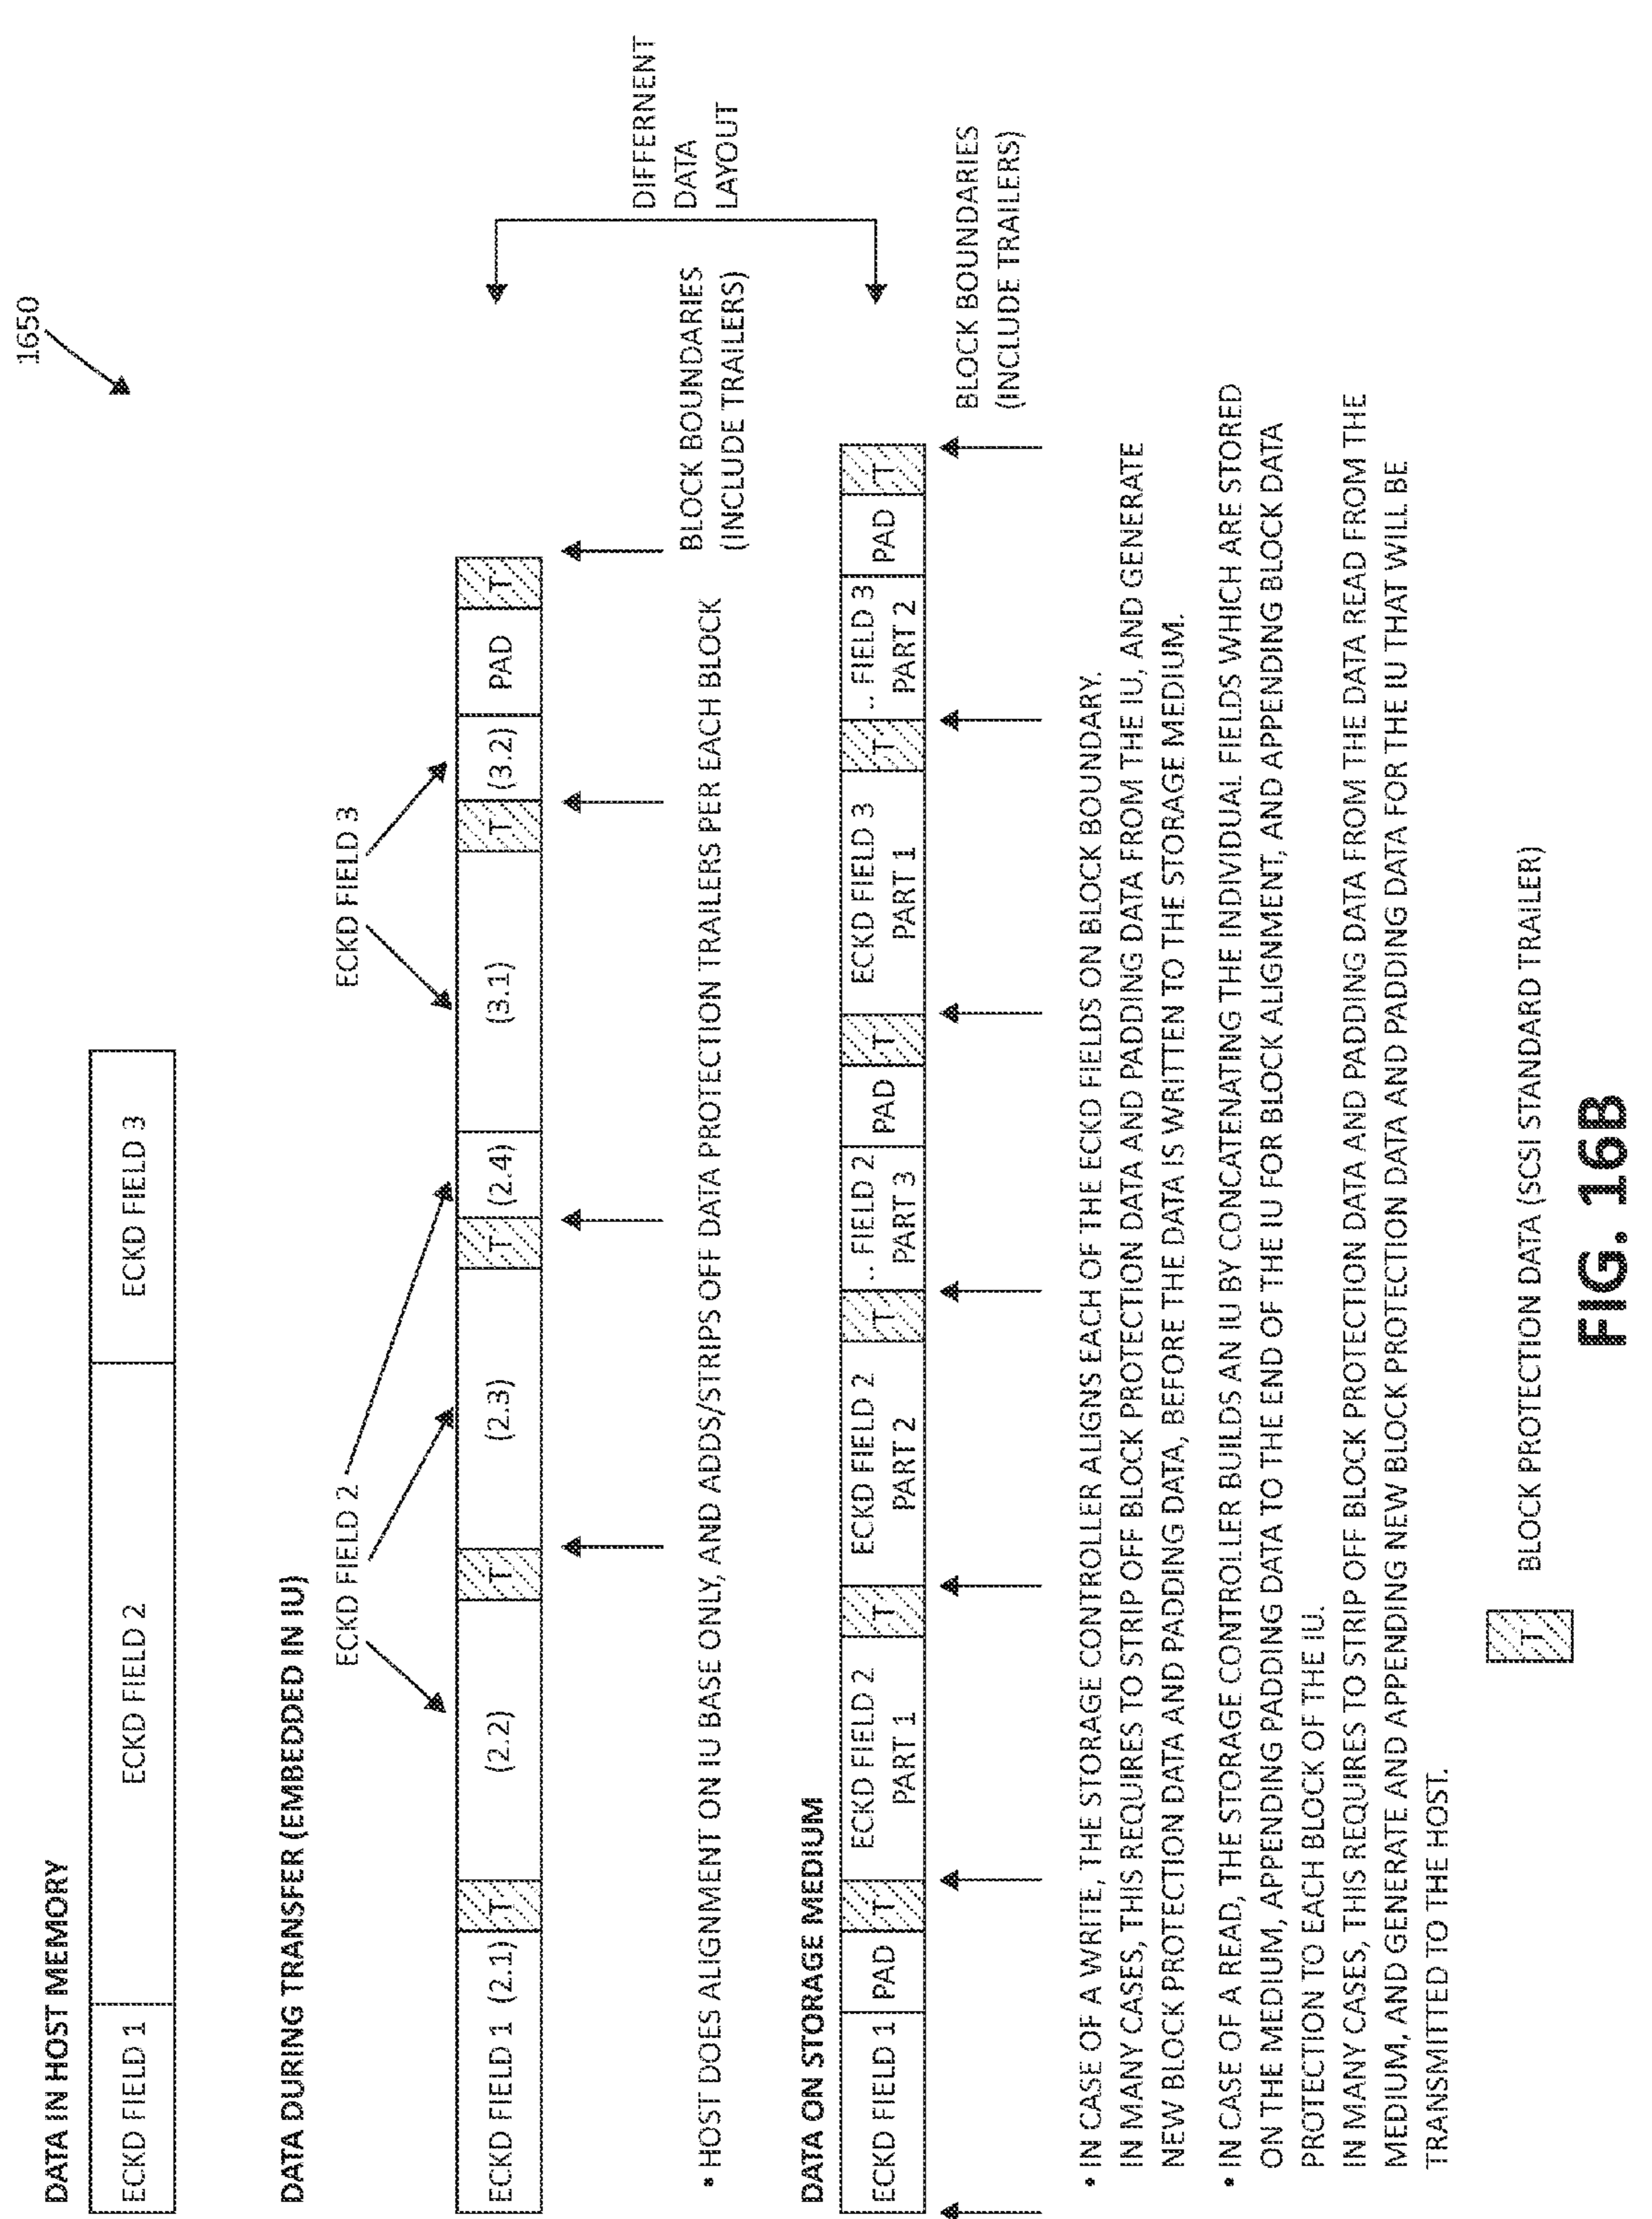 1650
DATA IN HOST MEMORY
ECKD FIELD 1
ECKD FIELD 2
ECKD FIELD 3
DATA DURING TRANSFER (EMBEDDED IN IU)
ECKD FIELD 2
ECKD FIELD 3
ECKD FIELD 1 (2.1)
T
(2.2)
T
(2.3)
T
(2.4)
(3.1)
T
(3.2)
PAD
T
BLOCK BOUNDARIES
(INCLUDE TRAILERS)
DIFFERNENT
DATA
LAYOUT
• HOST DOES ALIGNMENT ON IU BASE ONLY, AND ADDS/STRIPS OFF DATA PROTECTION TRAILERS PER EACH BLOCK
DATA ON STORAGE MEDIUM
ECKD FIELD 1
PAD
T
ECKD FIELD 2
PART 1
T
ECKD FIELD 2
PART 2
T
.. FIELD 2
PART 3
PAD
T
ECKD FIELD 3
PART 1
T
.. FIELD 3
PART 2
PAD
T
BLOCK BOUNDARIES
(INCLUDE TRAILERS)
• IN CASE OF A WRITE, THE STORAGE CONTROLLER ALIGNS EACH OF THE ECKD FIELDS ON BLOCK BOUNDARY.
IN MANY CASES, THIS REQUIRES TO STRIP OFF BLOCK PROTECTION DATA AND PADDING DATA FROM THE IU, AND GENERATE
NEW BLOCK PROTECTION DATA AND PADDING DATA, BEFORE THE DATA IS WRITTEN TO THE STORAGE MEDIUM.
• IN CASE OF A READ, THE STORAGE CONTROLLER BUILDS AN IU BY CONCATENATING THE INDIVIDUAL FIELDS WHICH ARE STORED
ON THE MEDIUM, APPENDING PADDING DATA TO THE END OF THE IU FOR BLOCK ALIGNMENT, AND APPENDING BLOCK DATA
PROTECTION TO EACH BLOCK OF THE IU.
IN MANY CASES, THIS REQUIRES TO STRIP OFF BLOCK PROTECTION DATA AND PADDING DATA FROM THE DATA READ FROM THE
MEDIUM, AND GENERATE AND APPENDING NEW BLOCK PROTECTION DATA AND PADDING DATA FOR THE IU THAT WILL BE
TRANSMITTED TO THE HOST.
T
BLOCK PROTECTION DATA (SCSI STANDARD TRAILER)
FIG. 16B